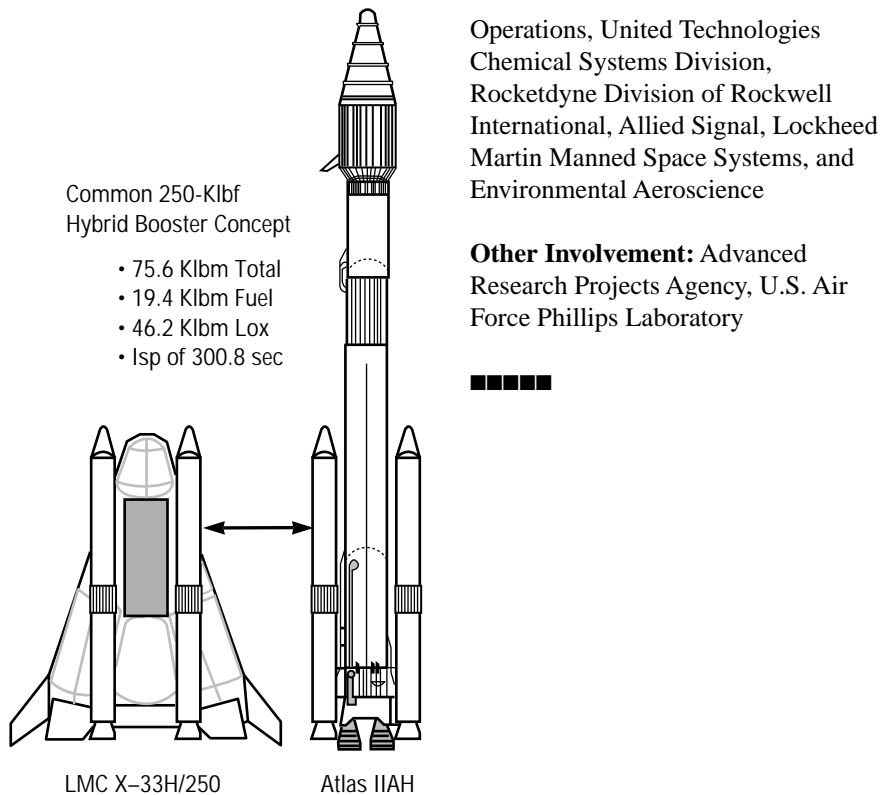 Common 250-Klbf
Hybrid Booster Concept
• 75.6 Klbm Total
• 19.4 Klbm Fuel
• 46.2 Klbm Lox
• Isp of 300.8 sec
LMC X–33H/250
Atlas IIAH
Operations, United Technologies
Chemical Systems Division,
Rocketdyne Division of Rockwell
International, Allied Signal, Lockheed
Martin Manned Space Systems, and
Environmental Aeroscience
Other Involvement: Advanced
Research Projects Agency, U.S. Air
Force Phillips Laboratory